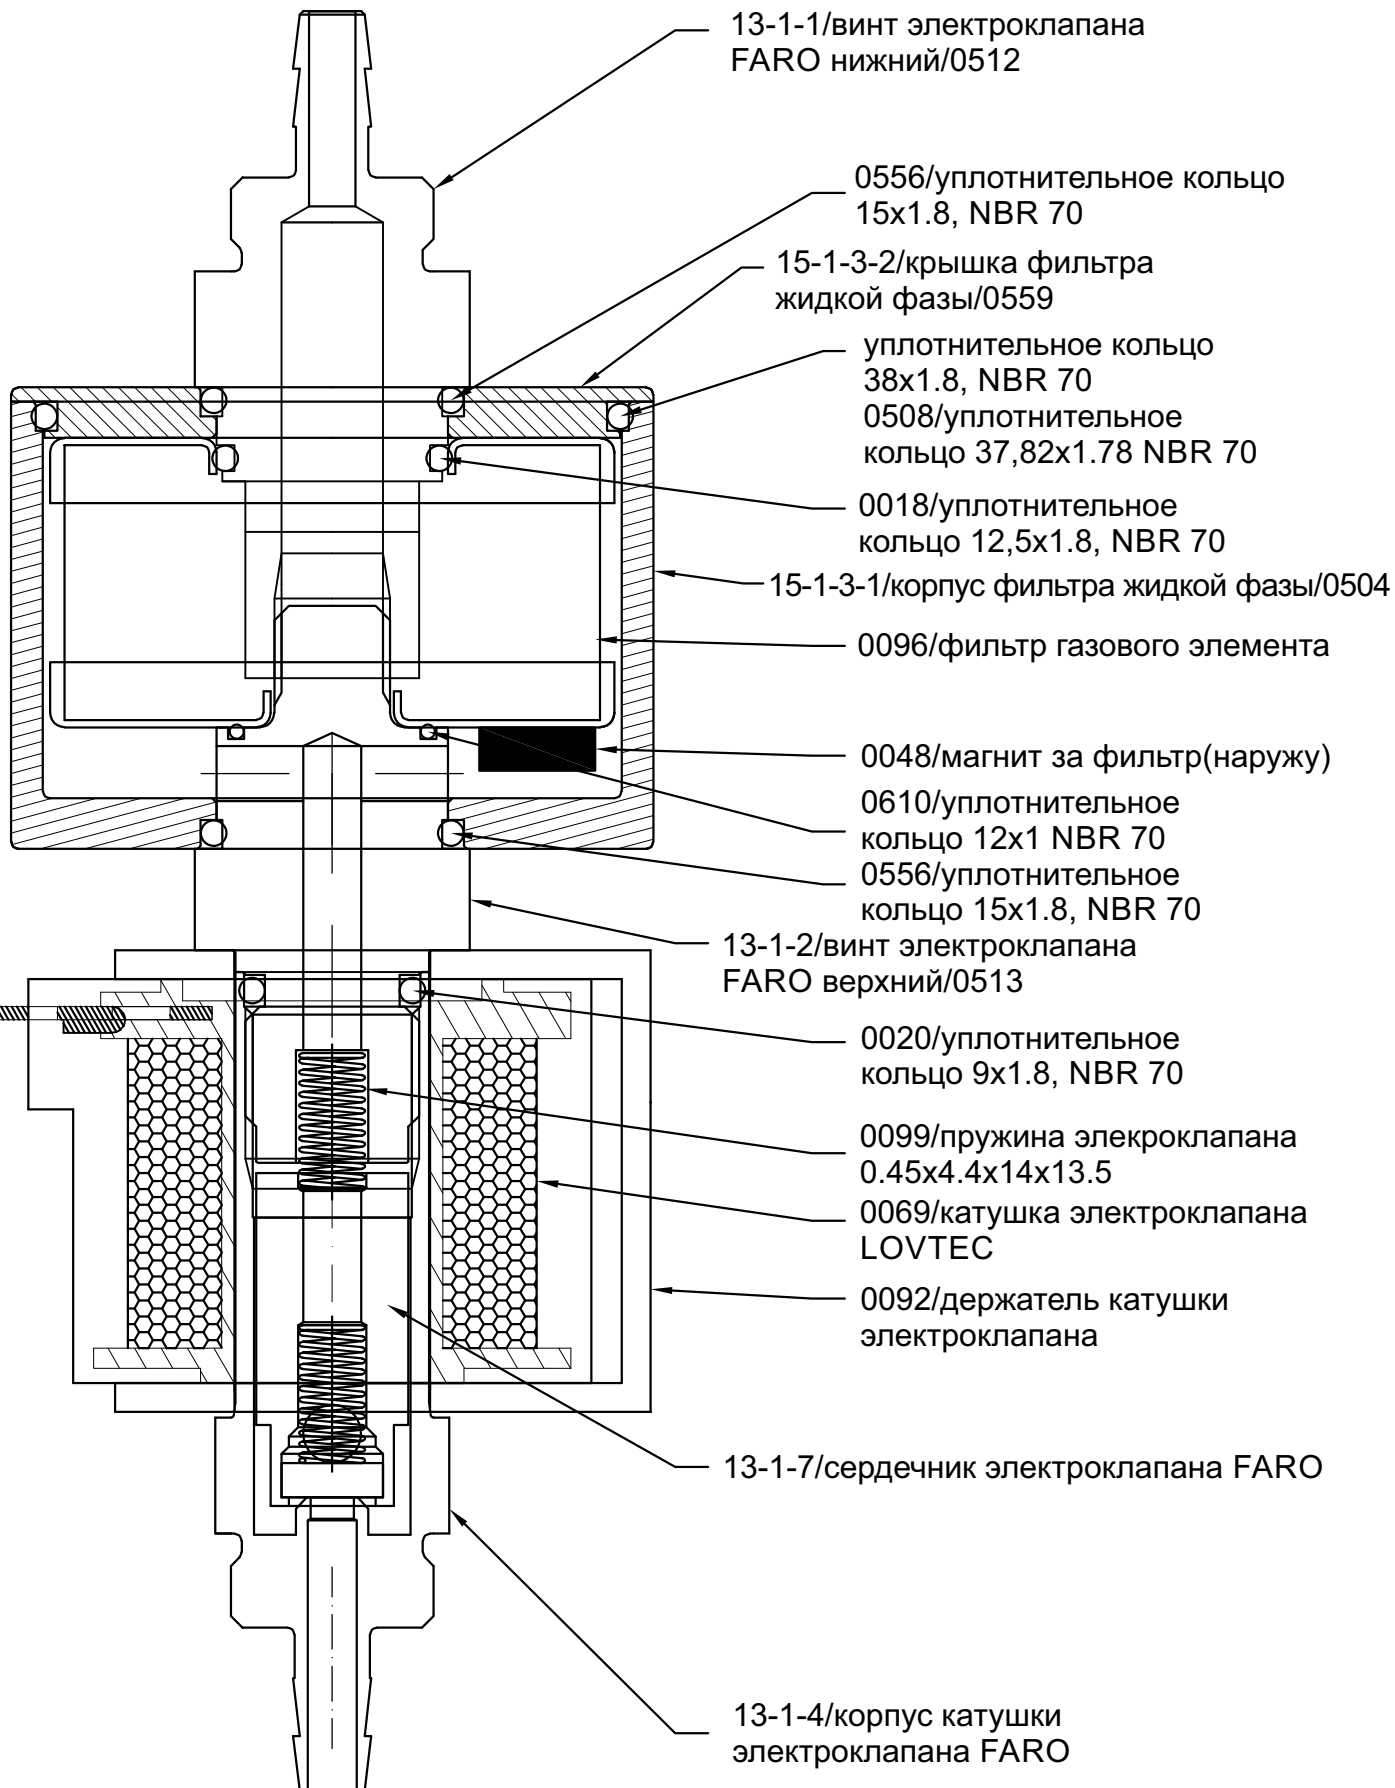 13-1-1/винт электроклапана
FARO нижний/0512
0556/уплотнительное кольцо
15x1.8, NBR 70
15-1-3-2/крышка фильтра
жидкой фазы/0559
уплотнительное кольцо
38x1.8, NBR 70
0508/уплотнительное
кольцо 37,82x1.78 NBR 70
0018/уплотнительное
кольцо 12,5x1.8, NBR 70
15-1-3-1/корпус фильтра жидкой фазы/0504
0096/фильтр газового элемента
0048/магнит за фильтр(наружу)
0610/уплотнительное
кольцо 12x1 NBR 70
0556/уплотнительное
кольцо 15x1.8, NBR 70
13-1-2/винт электроклапана
FARO верхний/0513
0020/уплотнительное
кольцо 9x1.8, NBR 70
0099/пружина элекроклапана
0.45x4.4x14x13.5
0069/катушка электроклапана
LOVTEC
0092/держатель катушки
электроклапана
13-1-7/сердечник электроклапана FARO
13-1-4/корпус катушки
электроклапана FARO